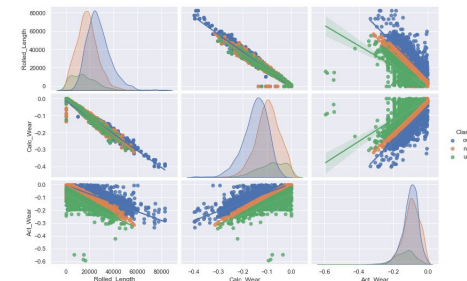 80000
60000
40000
20000
0
Rolled_Length
0.0
-0.1
-0.2
-0.3
-0.4
Calc_Wear
0.0
-0.1
-0.2
-0.3
-0.4
-0.5
-0.6
Act_Wear
0 20000 40000 60000 80000
Rolled_Length
-0.4 -0.3 -0.2 -0.1 0.0
Calc_Wear
-0.6 -0.4 -0.2 0.0
Act_Wear
Clas